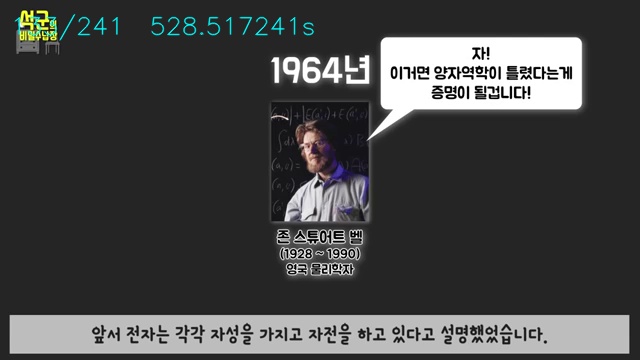 /241 528.517241s
석군의
비밀수납장
1964년
자!
이거면 양자역학이 틀렸다는게
증명이 될겁니다!
존 스튜어트 벨
(1928 ~ 1990)
영국 물리학자
앞서 전자는 각각 자성을 가지고 자전을 하고 있다고 설명했었습니다.